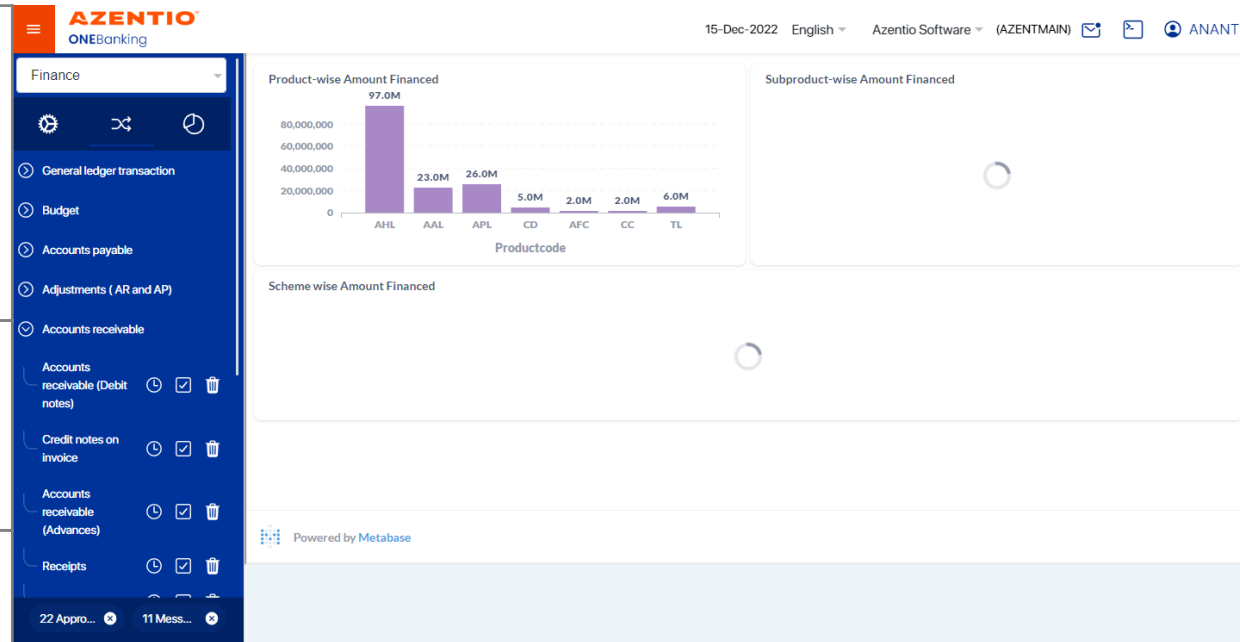 AZENTIO™
ONEBanking
15-Dec-2022 English Azentio Software (AZENTMAIN) ANANT
Finance
General ledger transaction
Budget
Accounts payable
Adjustments ( AR and AP)
Accounts receivable
Accounts
receivable (Debit
notes)
Credit notes on
invoice
Accounts
receivable
(Advances)
Receipts
22 Appro...
11 Mess...
Product-wise Amount Financed
97.0M
80,000,000
60,000,000
40,000,000
20,000,000
0
23.0M 26.0M 5.0M 2.0M 2.0M 6.0M
AHL AAL APL CD AFC CC TL
Productcode
Subproduct-wise Amount Financed
Scheme wise Amount Financed
Powered by Metabase